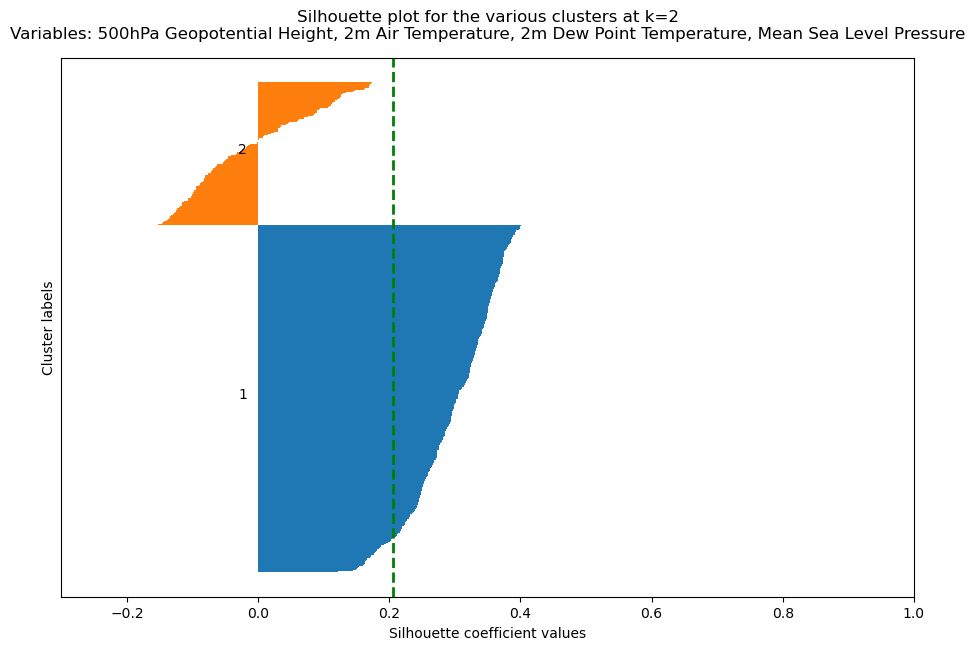 Silhouette plot for the various clusters at k=2
Variables: 500hPa Geopotential Height, 2m Air Temperature, 2m Dew Point Temperature, Mean Sea Level Pressure
2
Cluster labels
1
−0.2 0.0 0.2 0.4 0.6 0.8 1.0
Silhouette coefficient values